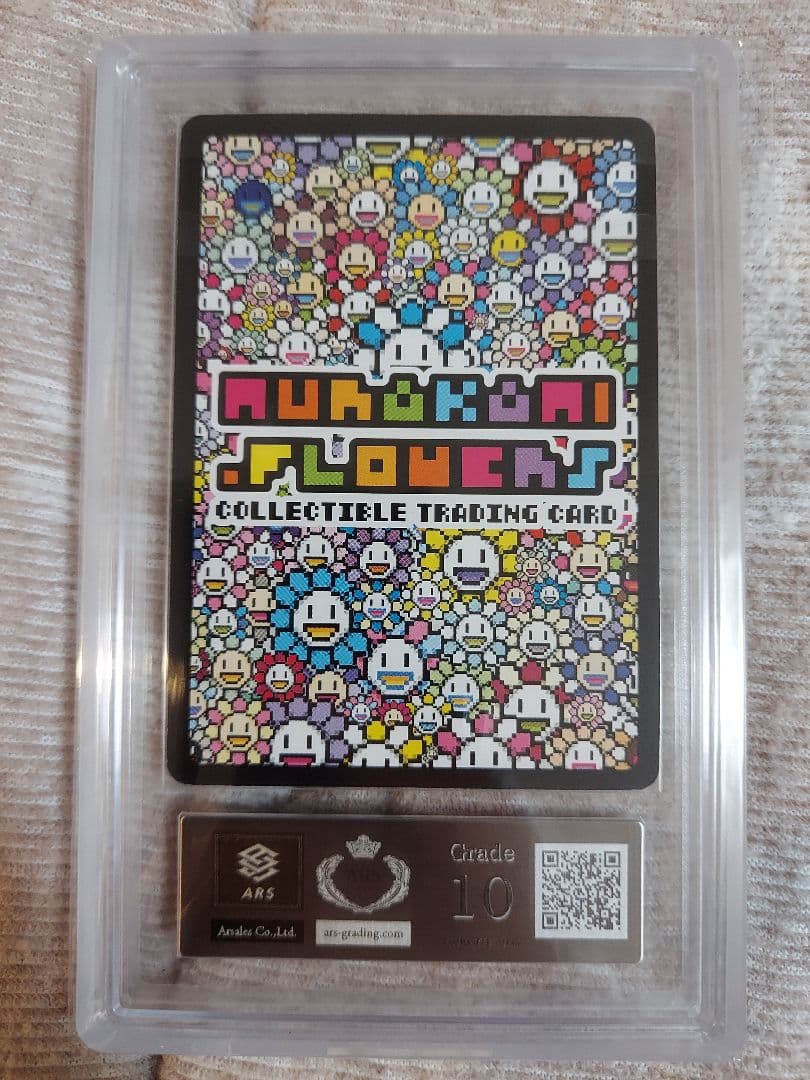 MURAKAMI
.FLOWERS
COLLECTIBLE TRADING CARD
ARS
Grade
10
Arsales Co.,Ltd.
ars-grading.com